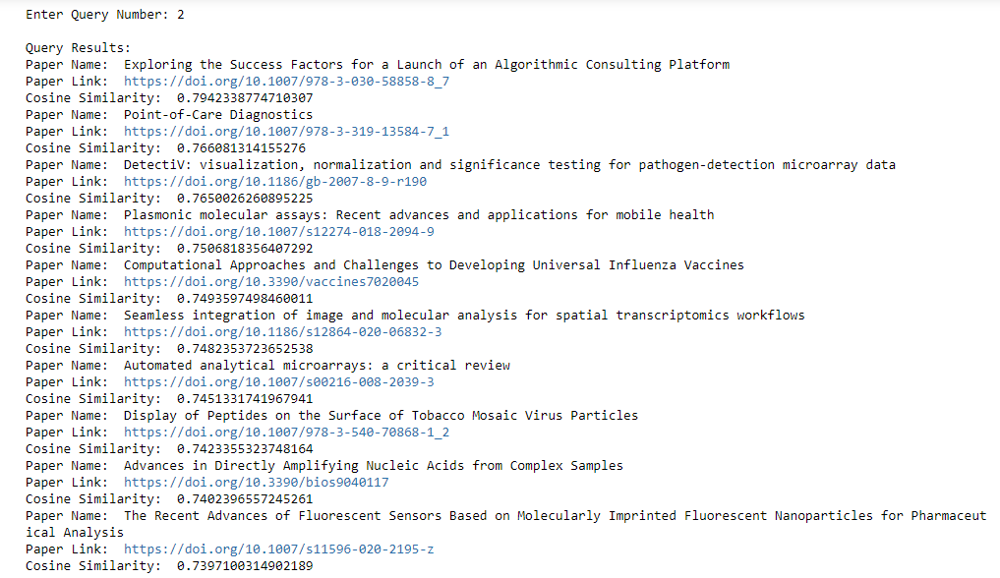 Enter Query Number: 2
Query Results:
Paper Name:  Exploring the Success Factors for a Launch of an Algorithmic Consulting Platform
Paper Link:  https://doi.org/10.1007/978-3-030-58858-8_7
Cosine Similarity:  0.7942338774710307
Paper Name:  Point-of-Care Diagnostics
Paper Link:  https://doi.org/10.1007/978-3-319-13584-7_1
Cosine Similarity:  0.766081314155276
Paper Name:  DetectiV: visualization, normalization and significance testing for pathogen-detection microarray data
Paper Link:  https://doi.org/10.1186/gb-2007-8-9-r190
Cosine Similarity:  0.7650026260895225
Paper Name:  Plasmonic molecular assays: Recent advances and applications for mobile health
Paper Link:  https://doi.org/10.1007/s12274-018-2094-9
Cosine Similarity:  0.7506818356407292
Paper Name:  Computational Approaches and Challenges to Developing Universal Influenza Vaccines
Paper Link:  https://doi.org/10.3390/vaccines7020045
Cosine Similarity:  0.7493597498460011
Paper Name:  Seamless integration of image and molecular analysis for spatial transcriptomics workflows
Paper Link:  https://doi.org/10.1186/s12864-020-06832-3
Cosine Similarity:  0.7482353723652538
Paper Name:  Automated analytical microarrays: a critical review
Paper Link:  https://doi.org/10.1007/s00216-008-2039-3
Cosine Similarity:  0.7451331741967941
Paper Name:  Display of Peptides on the Surface of Tobacco Mosaic Virus Particles
Paper Link:  https://doi.org/10.1007/978-3-540-70868-1_2
Cosine Similarity:  0.7423355323748164
Paper Name:  Advances in Directly Amplifying Nucleic Acids from Complex Samples
Paper Link:  https://doi.org/10.3390/bios9040117
Cosine Similarity:  0.7402396557245261
Paper Name:  The Recent Advances of Fluorescent Sensors Based on Molecularly Imprinted Fluorescent Nanoparticles for Pharmaceut
ical Analysis
Paper Link:  https://doi.org/10.1007/s11596-020-2195-z
Cosine Similarity:  0.7397100314902189